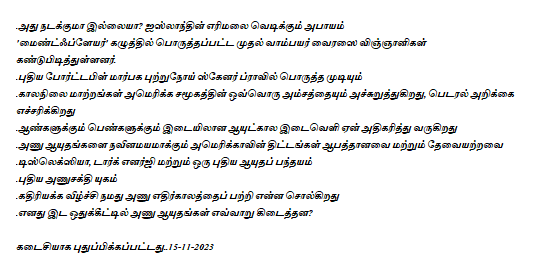 .அது நடக்குமா இல்லையா? ஐஸ்லாந்தின் எரிமலை வெடிக்கும் அபாயம்
'மைண்ட்ஃப்ளேயர்' கழுத்தில் பொருத்தப்பட்ட முதல் வாம்பயர் வைரஸை விஞ்ஞானிகள்
கண்டுபிடித்துள்ளனர்.
.புதிய போர்ட்டபிள் மார்பக புற்றுநோய் ஸ்கேனர் ப்ராவில் பொருத்த முடியும்
.காலநிலை மாற்றங்கள் அமெரிக்க சமூகத்தின் ஒவ்வொரு அம்சத்தையும் அச்சுறுத்துகிறது, பெடரல் அறிக்கை
எச்சரிக்கிறது
.ஆண்களுக்கும் பெண்களுக்கும் இடையிலான ஆயுட்கால இடைவெளி ஏன் அதிகரித்து வருகிறது
.அணு ஆயுதங்களை நவீனமயமாக்கும் அமெரிக்காவின் திட்டங்கள் ஆபத்தானவை மற்றும் தேவையற்றவை
.டிஸ்லெக்ஸியா, டார்க் எனர்ஜி மற்றும் ஒரு புதிய ஆயுதப் பந்தயம்
.புதிய அணுசக்தி யுகம்
.கதிரியக்க வீழ்ச்சி நமது அணு எதிர்காலத்தைப் பற்றி என்ன சொல்கிறது
.எனது இட ஒதுக்கீட்டில் அணு ஆயுதங்கள் எவ்வாறு கிடைத்தன?
கடைசியாக புதுப்பிக்கப்பட்டது..15-11-2023